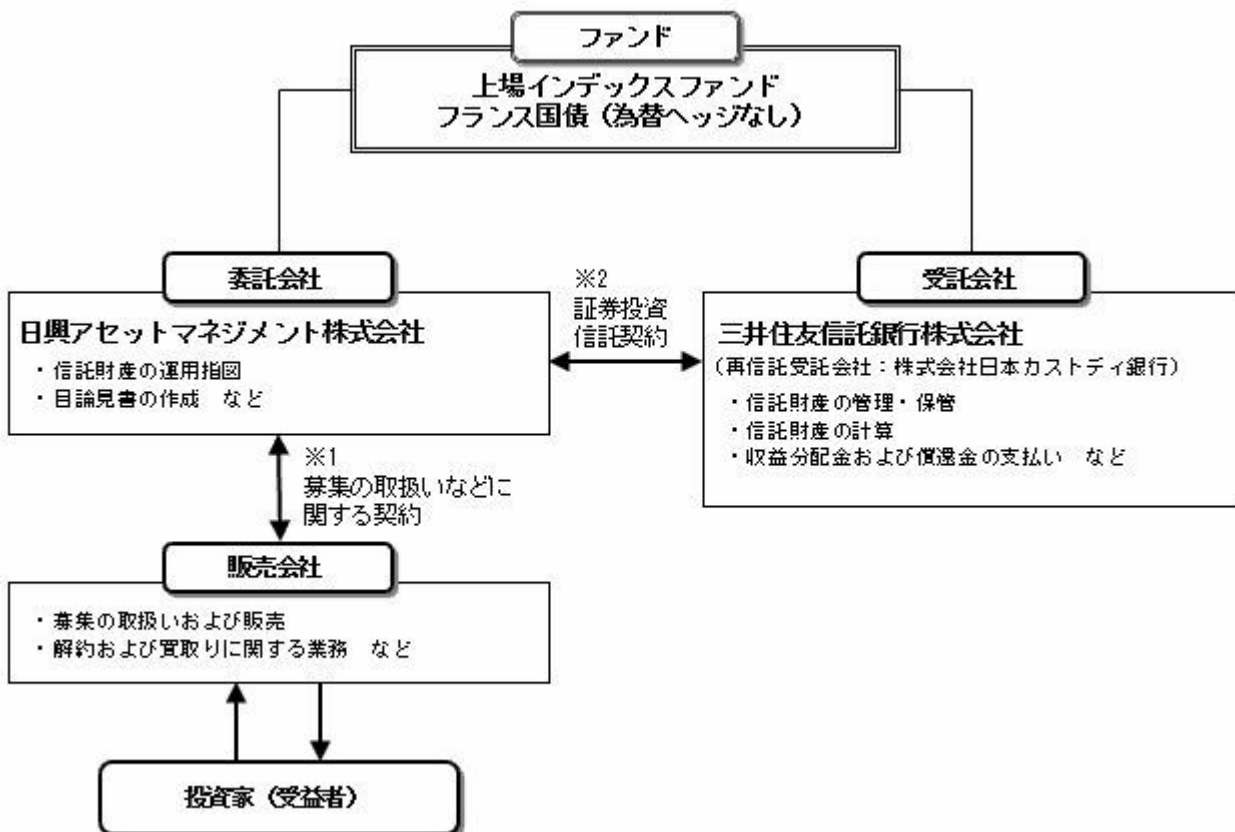 ファンド
上場インデックスファンド
フランス国債（為替ヘッジなし）
委託会社
日興アセットマネジメント株式会社
・信託財産の運用指図
・目論見書の作成　など
※2
証券投資
信託契約
受託会社
三井住友信託銀行株式会社
（再信託受託会社：株式会社日本カストディ銀行）
・信託財産の管理・保管
・信託財産の計算
・収益分配金および償還金の支払い　など
※1
募集の取扱いなどに
関する契約
販売会社
・募集の取扱いおよび販売
・解約および買取りに関する業務　など
投資家（受益者）